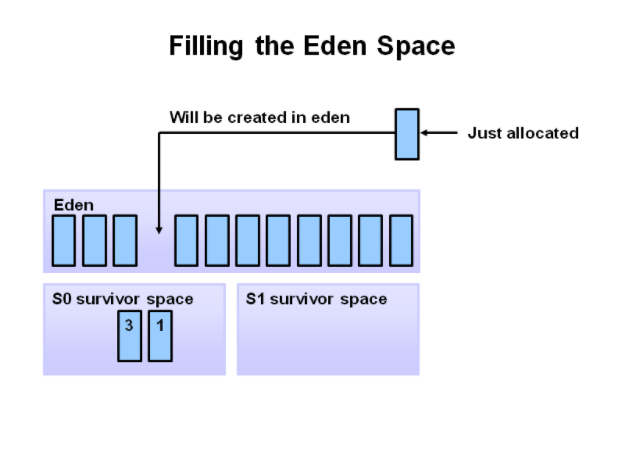 Filling the Eden Space
Will be created in eden
Just allocated
Eden
S0 survivor space
S1 survivor space
3 1